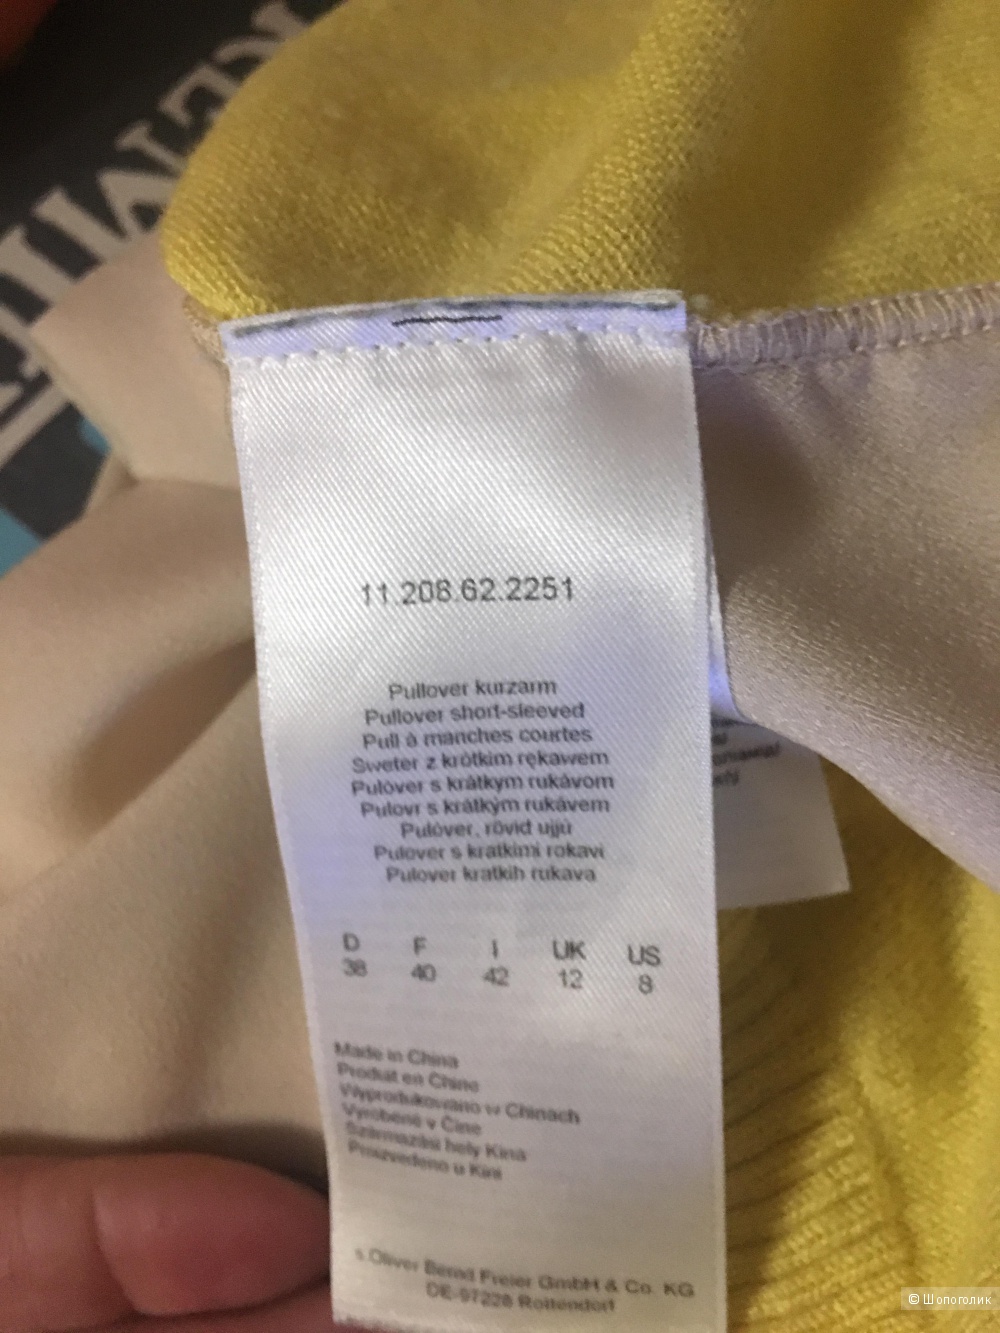 11.208.62.2251
Pullover kurzarm
Pullover short-sleeved
Pull à manches courtes
Sweter z krótkim rękawem
Pulóver s krátkym rukávom
Pulovr s krátkým rukávem
Pulóver, rövid ujjú
Pulover s kratkimi rokavi
Pulover kratkih rukava
D F I UK US
38 40 42 12 8
Made in China
Produit en Chine
Wyprodukowano w Chinach
Vyrobené v Číne
Származási hely Kína
Proizvedeno u Kini
s.Oliver Bernd Freier GmbH & Co. KG
DE-97228 Rottendorf
© Шопоголик